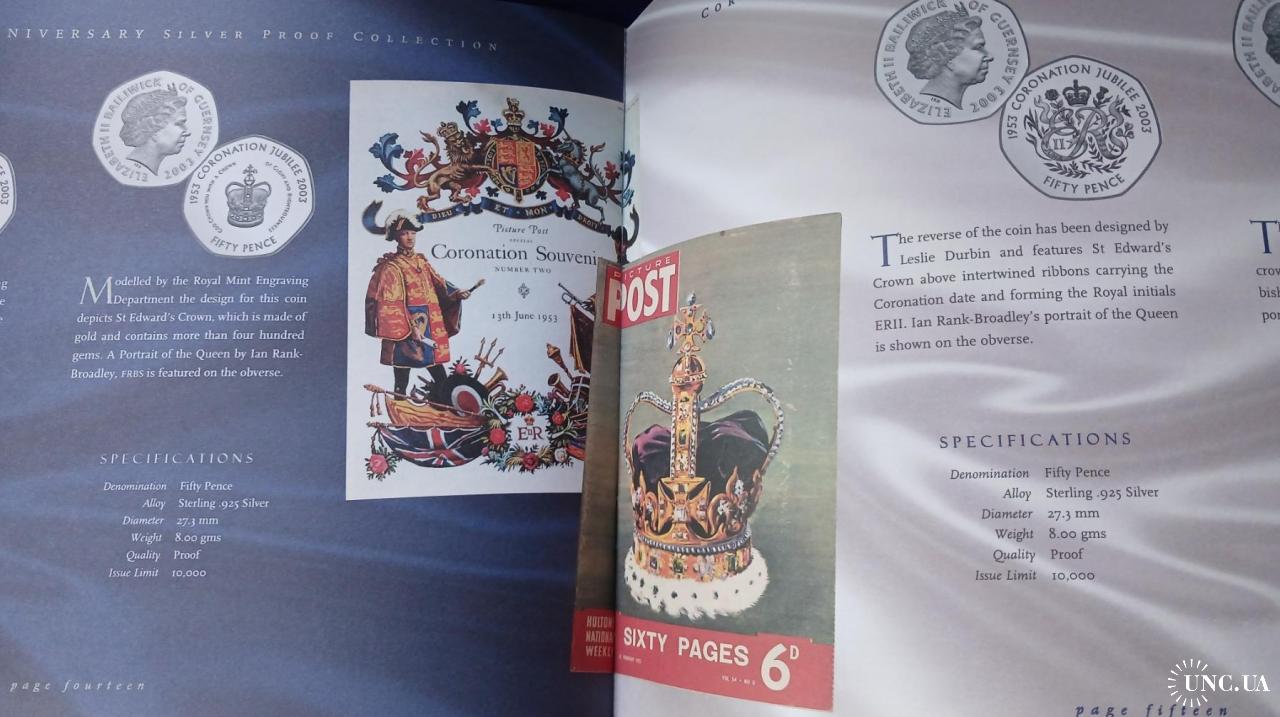 NIVERSARY SILVER PROOF COLLECTION
ELIZABETH II BAILIWICK OF GUERNSEY 2003
1953 CORONATION JUBILEE 2003
FIFTY PENCE
2003
Modelled by the Royal Mint Engraving
Department the design for this coin
depicts St Edward's Crown, which is made of
gold and contains more than four hundred
gems. A Portrait of the Queen by Ian Rank-
Broadley, FRBS is featured on the obverse.
SPECIFICATIONS
Denomination Fifty Pence
Alloy Sterling .925 Silver
Diameter 27.3 mm
Weight 8.00 gms
Quality Proof
Issue Limit 10,000
page fourteen
DIEU ET MON DROIT
Picture Post
SPECIAL
Coronation Souveni
NUMBER TWO
13th June 1953
EIIR
PICTURE
POST
HULTON
NATIONAL
WEEKLY
SIXTY PAGES 6D
COR
ELIZABETH II BAILIWICK OF GUERNSEY 2003
1953 CORONATION JUBILEE 2003
II
FIFTY PENCE
The reverse of the coin has been designed by
Leslie Durbin and features St Edward's
Crown above intertwined ribbons carrying the
Coronation date and forming the Royal initials
ERII. Ian Rank-Broadley's portrait of the Queen
is shown on the obverse.
SPECIFICATIONS
Denomination Fifty Pence
Alloy Sterling .925 Silver
Diameter 27.3 mm
Weight 8.00 gms
Quality Proof
Issue Limit 10,000
page fifteen
UNC.UA